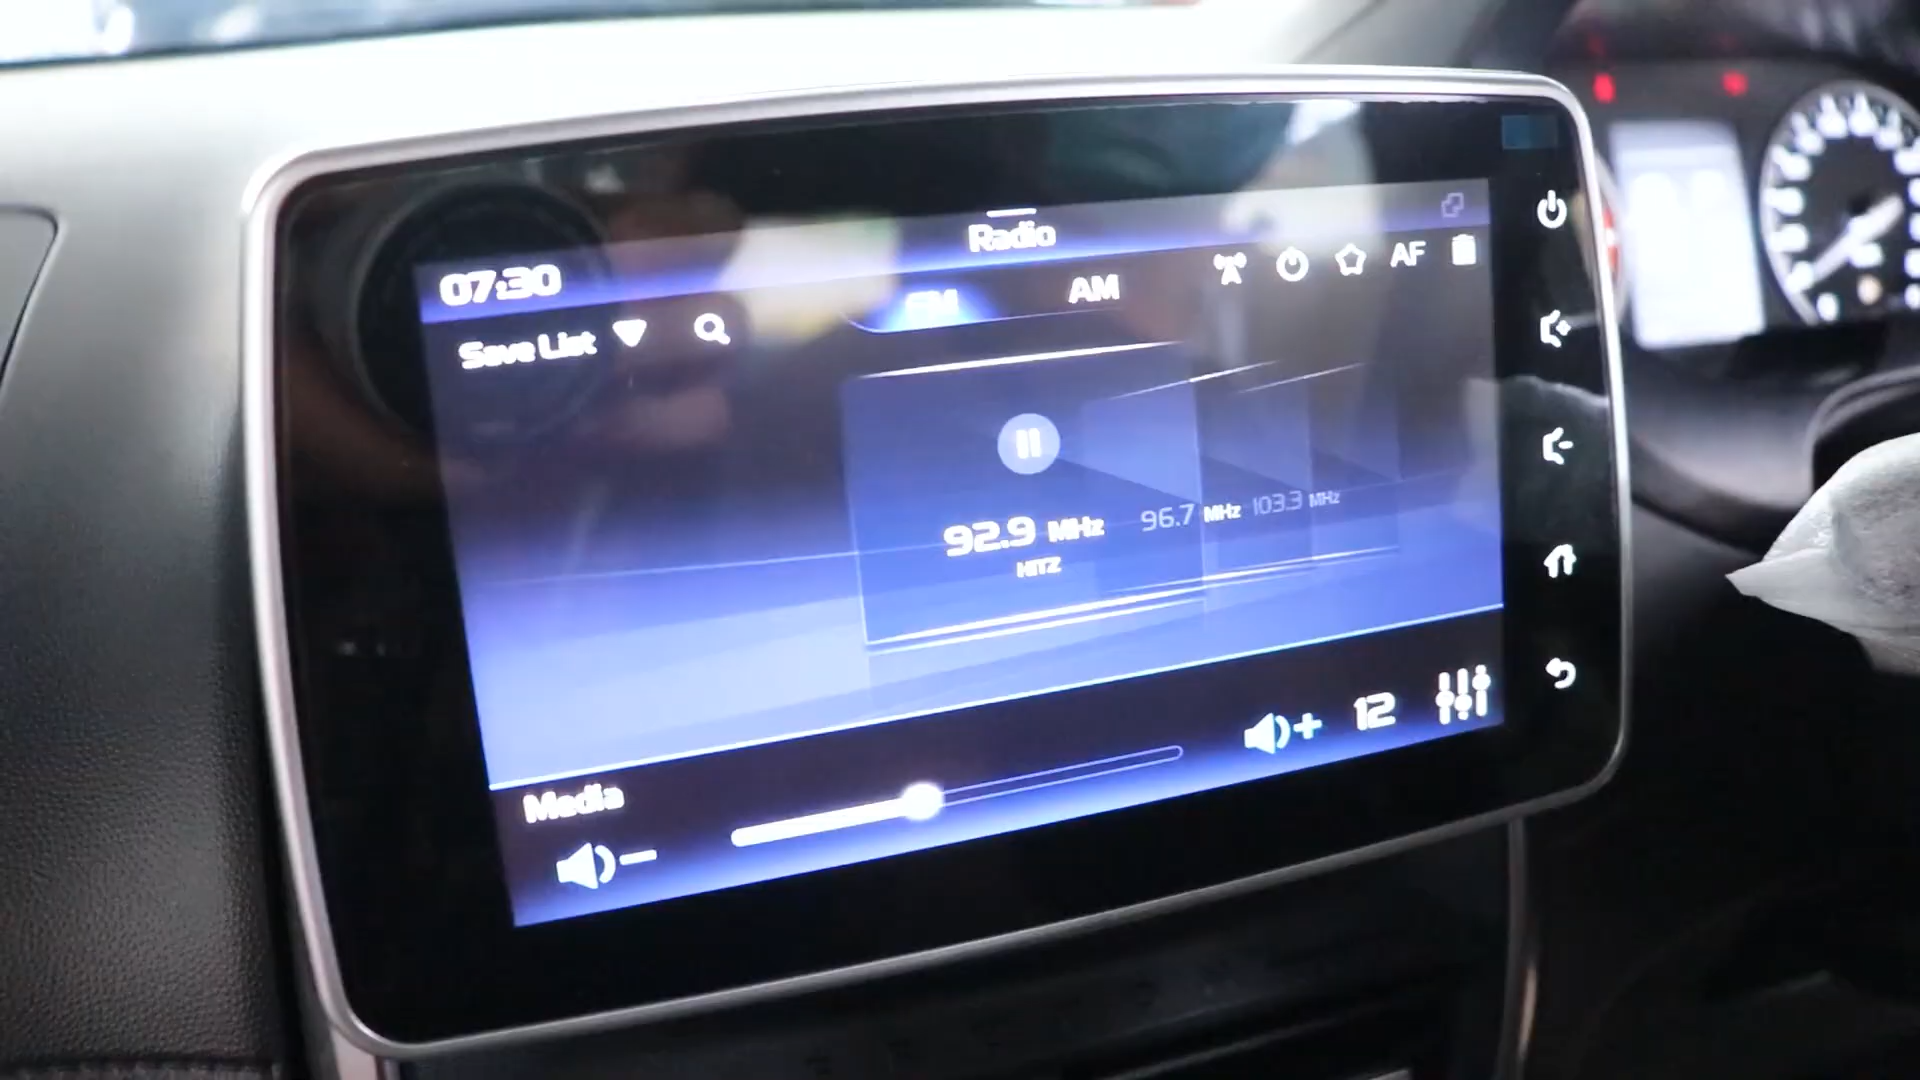 Radio
07:30
FM AM AF
Save List
92.9 MHz 96.7 MHz 103.3 MHz
HITZ
12
Media